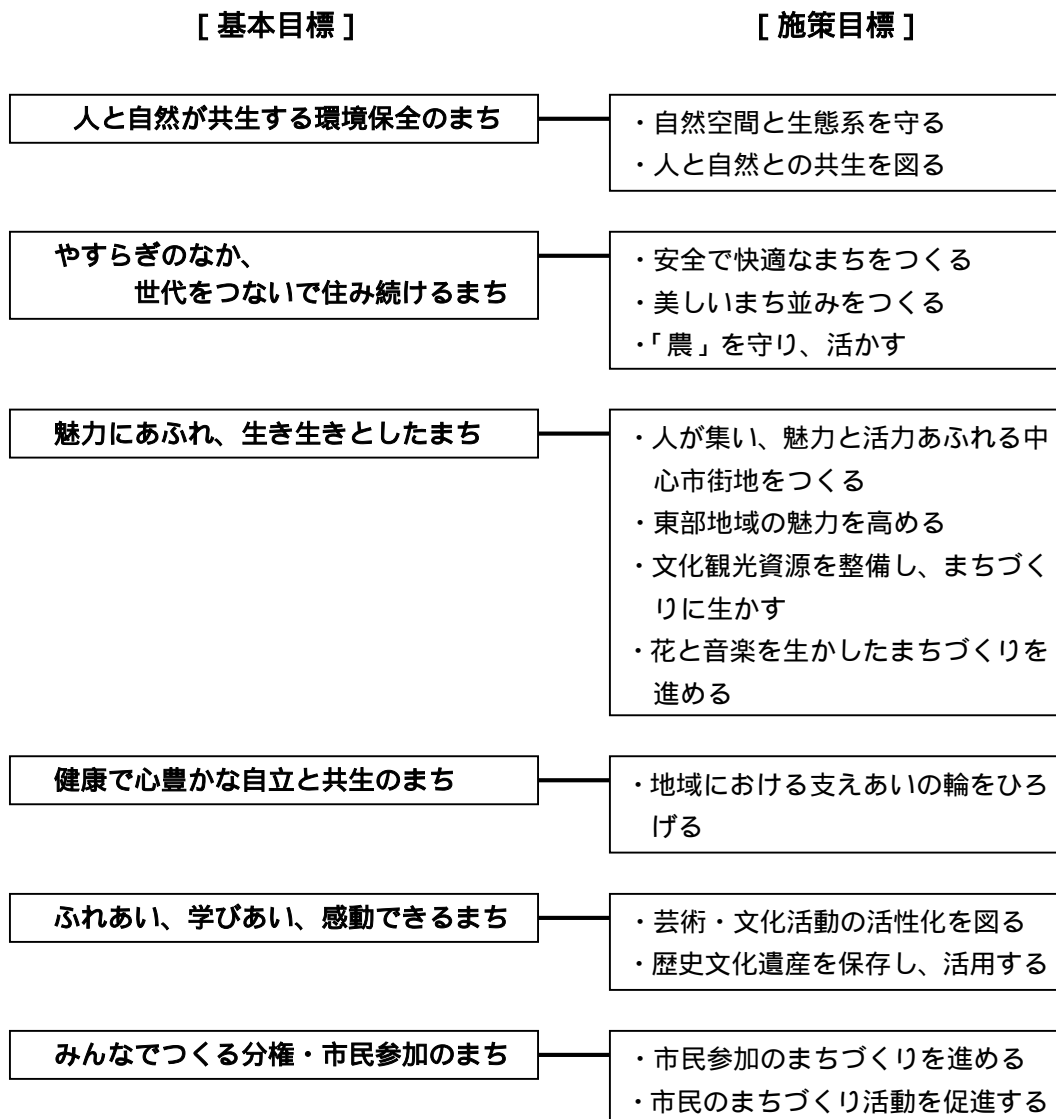 [ 基本目標 ]
[ 施策目標 ]
人と自然が共生する環境保全のまち
・自然空間と生態系を守る
・人と自然との共生を図る
やすらぎのなか、
世代をつないで住み続けるまち
・安全で快適なまちをつくる
・美しいまち並みをつくる
・「農」を守り、活かす
魅力にあふれ、生き生きとしたまち
・人が集い、魅力と活力あふれる中
心市街地をつくる
・東部地域の魅力を高める
・文化観光資源を整備し、まちづく
りに生かす
・花と音楽を生かしたまちづくりを
進める
健康で心豊かな自立と共生のまち
・地域における支えあいの輪をひろ
げる
ふれあい、学びあい、感動できるまち
・芸術・文化活動の活性化を図る
・歴史文化遺産を保存し、活用する
みんなでつくる分権・市民参加のまち
・市民参加のまちづくりを進める
・市民のまちづくり活動を促進する